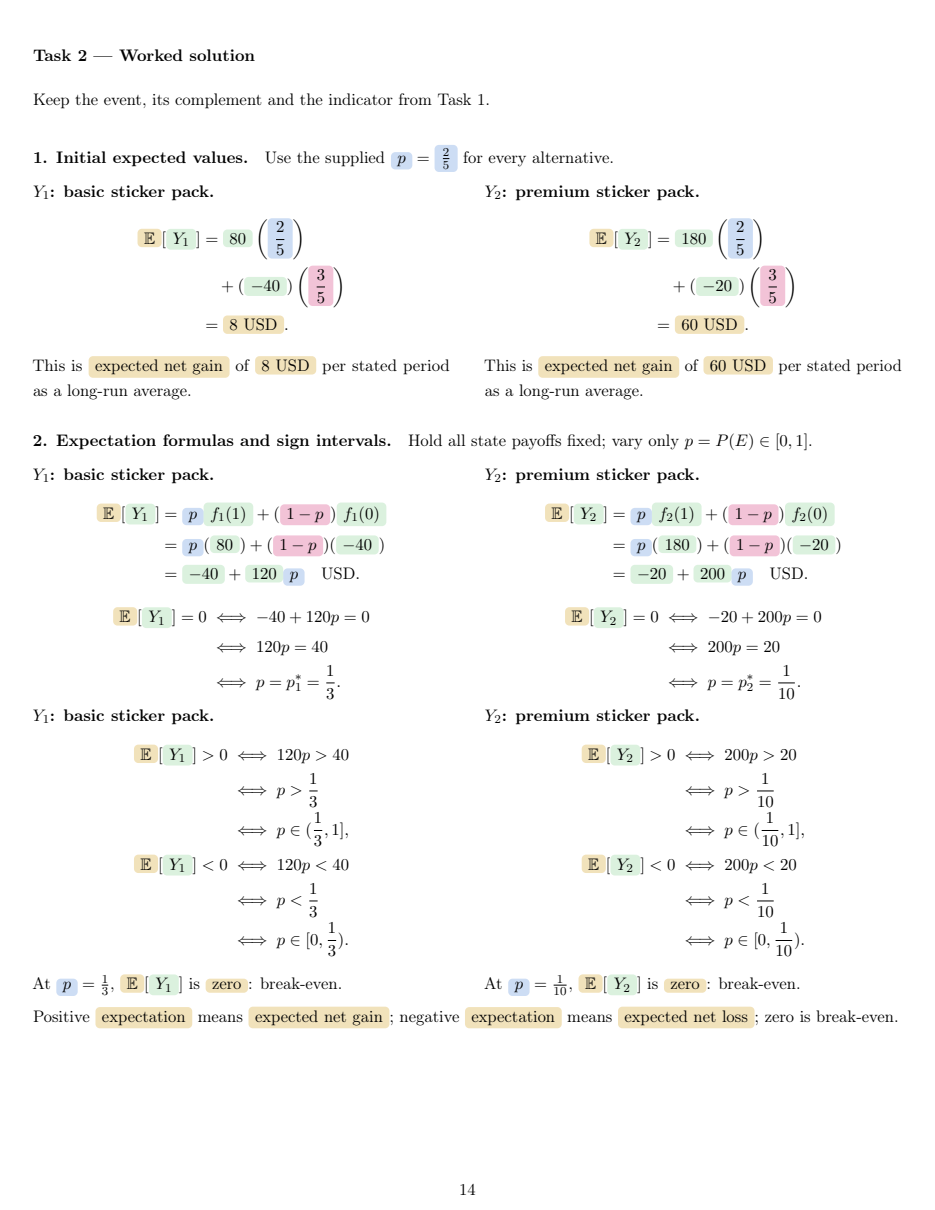 Task 2 — Worked solution
Keep the event, its complement and the indicator from Task 1.
1. Initial expected values. Use the supplied p = 2/5 for every alternative.
Y₁: basic sticker pack.
𝔼[Y₁] = 80 (2/5)
+ (−40) (3/5)
= 8 USD.
This is expected net gain of 8 USD per stated period
as a long-run average.
Y₂: premium sticker pack.
𝔼[Y₂] = 180 (2/5)
+ (−20) (3/5)
= 60 USD.
This is expected net gain of 60 USD per stated period
as a long-run average.
2. Expectation formulas and sign intervals. Hold all state payoffs fixed; vary only p = P(E) ∈ [0, 1].
Y₁: basic sticker pack.
𝔼[Y₁] = p f₁(1) + (1 − p) f₁(0)
= p(80) + (1 − p)(−40)
= −40 + 120 p USD.
𝔼[Y₁] = 0 ⟺ −40 + 120p = 0
⟺ 120p = 40
⟺ p = p₁* = 1/3.
Y₂: premium sticker pack.
𝔼[Y₂] = p f₂(1) + (1 − p) f₂(0)
= p(180) + (1 − p)(−20)
= −20 + 200 p USD.
𝔼[Y₂] = 0 ⟺ −20 + 200p = 0
⟺ 200p = 20
⟺ p = p₂* = 1/10.
Y₁: basic sticker pack.
𝔼[Y₁] > 0 ⟺ 120p > 40
⟺ p > 1/3
⟺ p ∈ (1/3, 1],
𝔼[Y₁] < 0 ⟺ 120p < 40
⟺ p < 1/3
⟺ p ∈ [0, 1/3).
At p = 1/3, 𝔼[Y₁] is zero: break-even.
Y₂: premium sticker pack.
𝔼[Y₂] > 0 ⟺ 200p > 20
⟺ p > 1/10
⟺ p ∈ (1/10, 1],
𝔼[Y₂] < 0 ⟺ 200p < 20
⟺ p < 1/10
⟺ p ∈ [0, 1/10).
At p = 1/10, 𝔼[Y₂] is zero: break-even.
Positive expectation means expected net gain; negative expectation means expected net loss; zero is break-even.
14